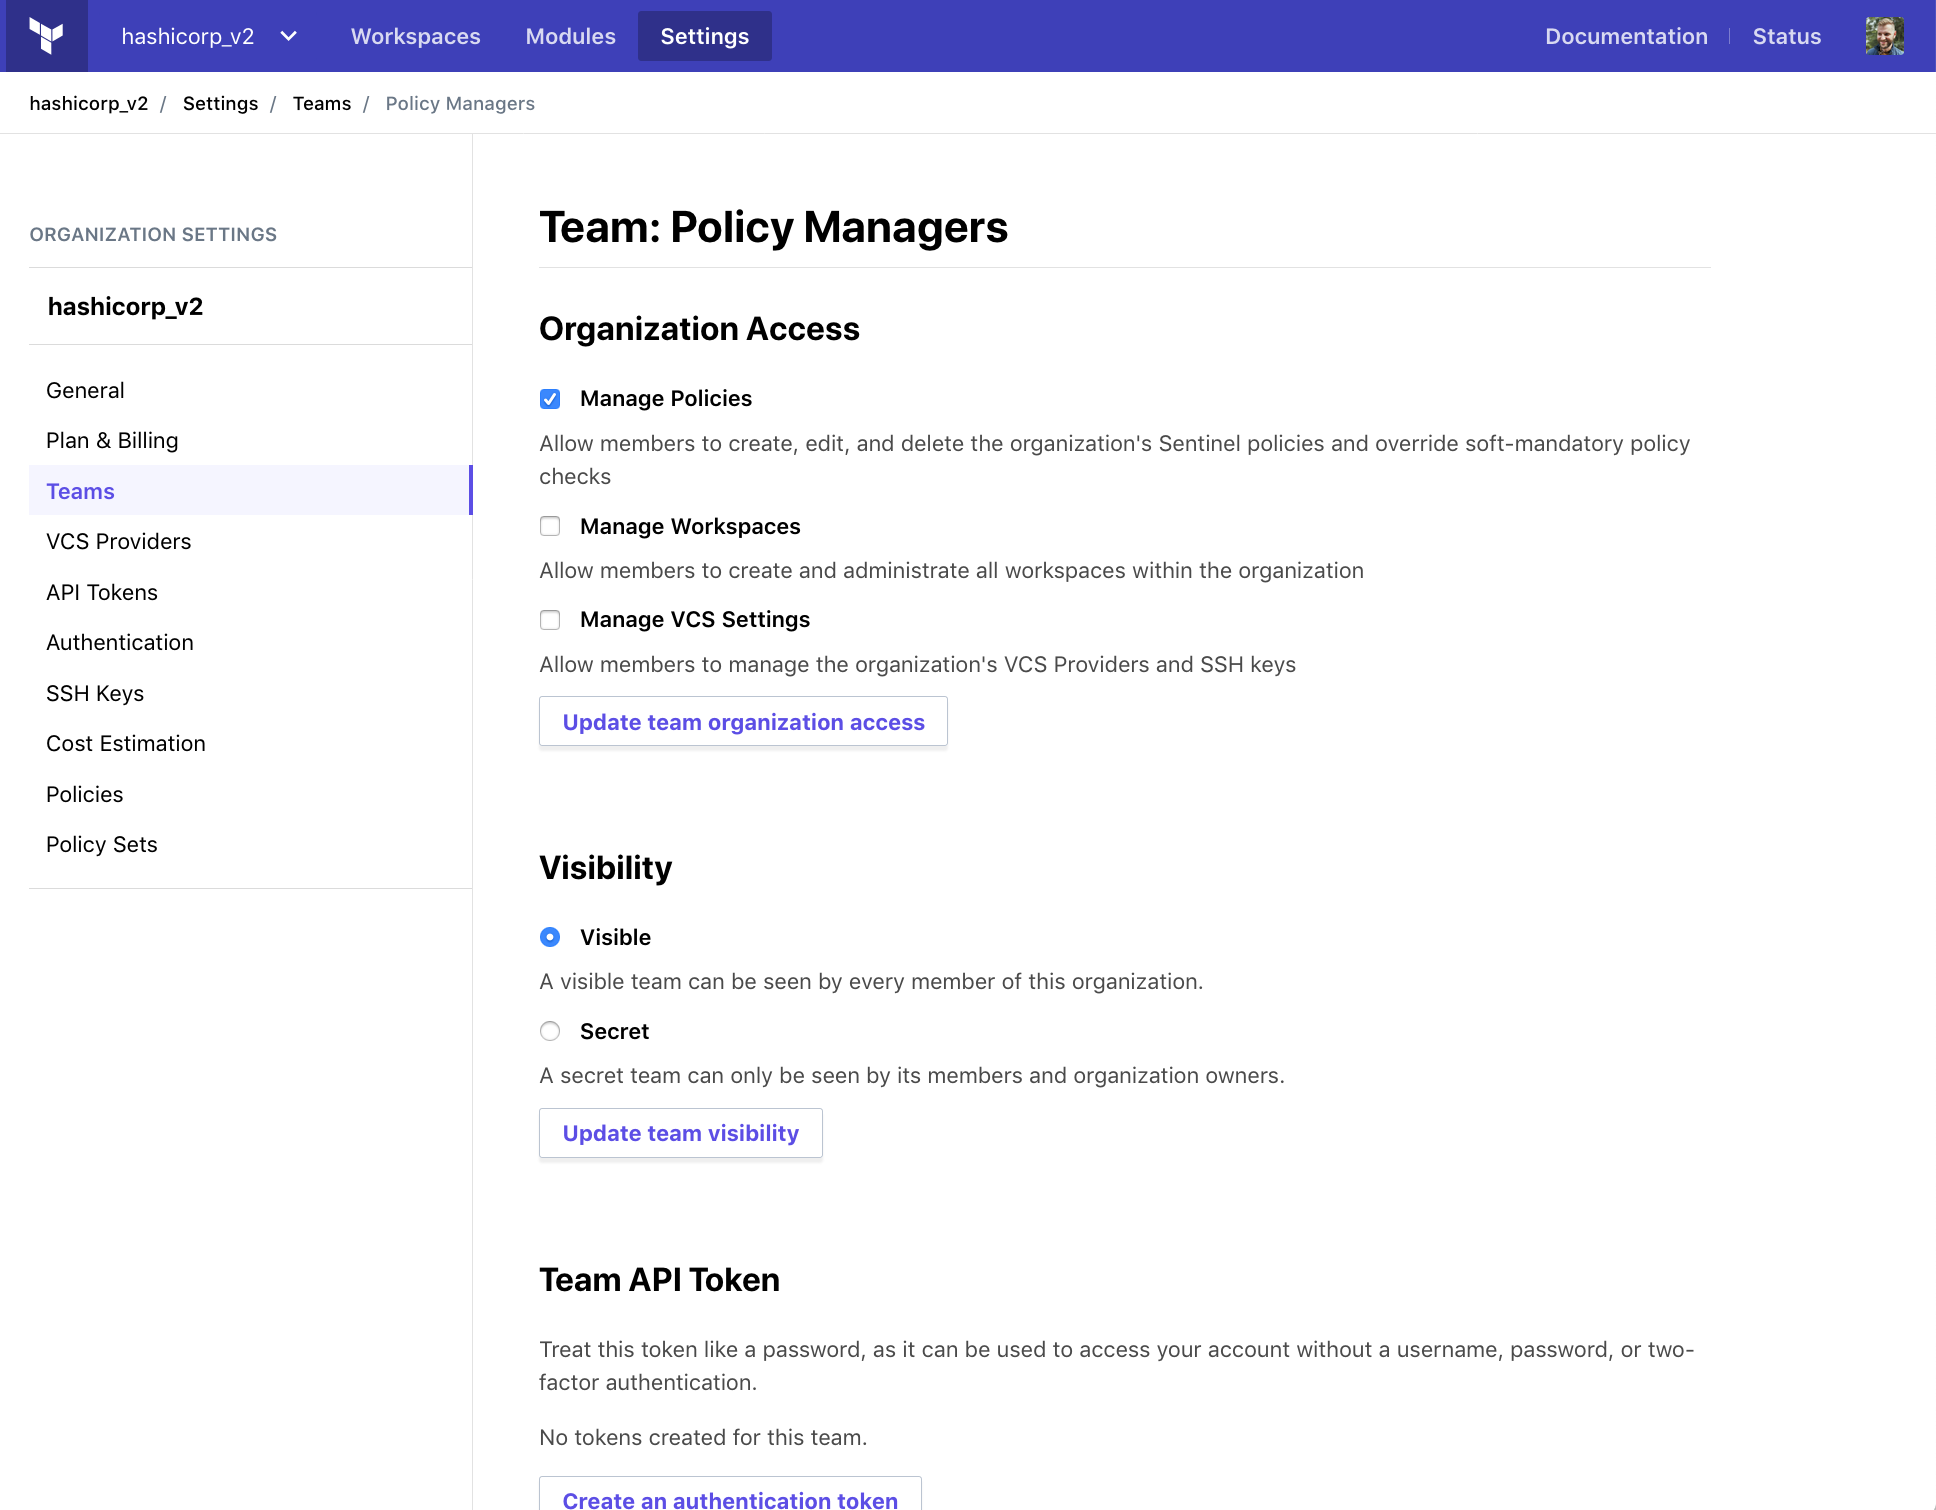 hashicorp_v2 Workspaces Modules Settings Documentation Status
hashicorp_v2 / Settings / Teams / Policy Managers
ORGANIZATION SETTINGS
hashicorp_v2
General
Plan & Billing
Teams
VCS Providers
API Tokens
Authentication
SSH Keys
Cost Estimation
Policies
Policy Sets
Team: Policy Managers
Organization Access
Manage Policies
Allow members to create, edit, and delete the organization's Sentinel policies and override soft-mandatory policy
checks
Manage Workspaces
Allow members to create and administrate all workspaces within the organization
Manage VCS Settings
Allow members to manage the organization's VCS Providers and SSH keys
Update team organization access
Visibility
Visible
A visible team can be seen by every member of this organization.
Secret
A secret team can only be seen by its members and organization owners.
Update team visibility
Team API Token
Treat this token like a password, as it can be used to access your account without a username, password, or two-
factor authentication.
No tokens created for this team.
Create an authentication token